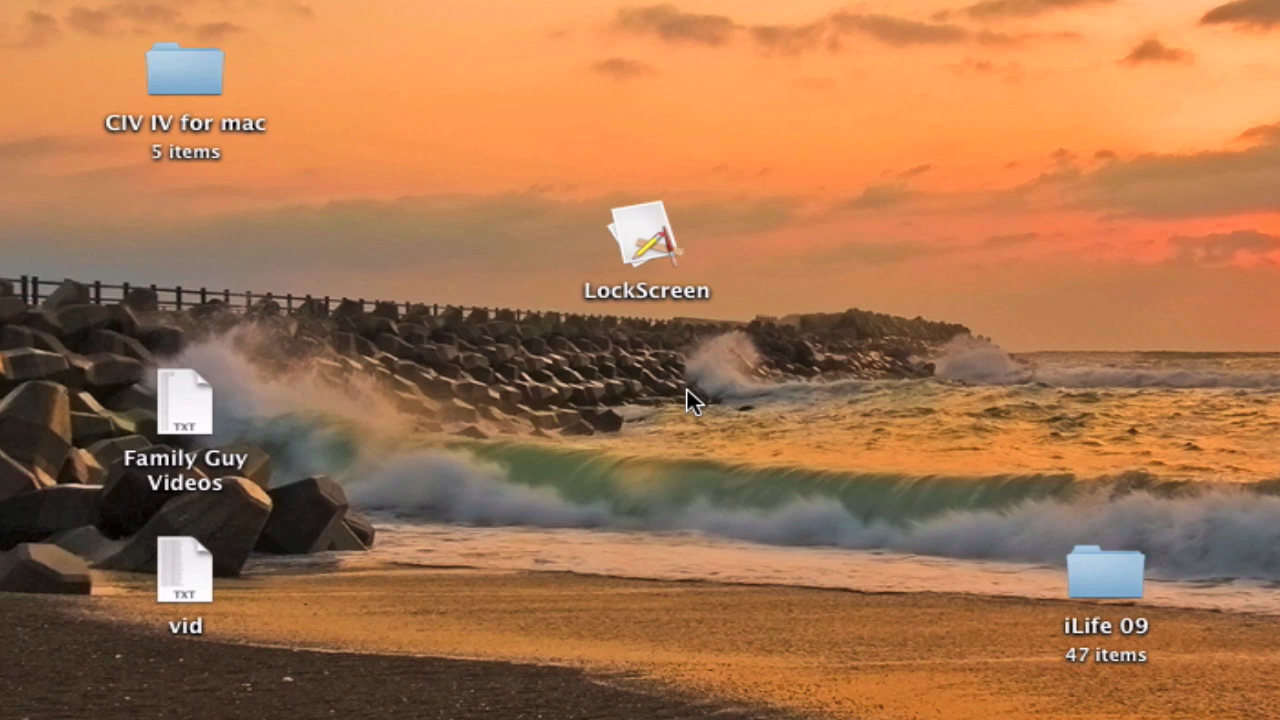 CIV IV for mac
5 items
LockScreen
TXT
Family Guy
Videos
TXT
vid
iLife 09
47 items